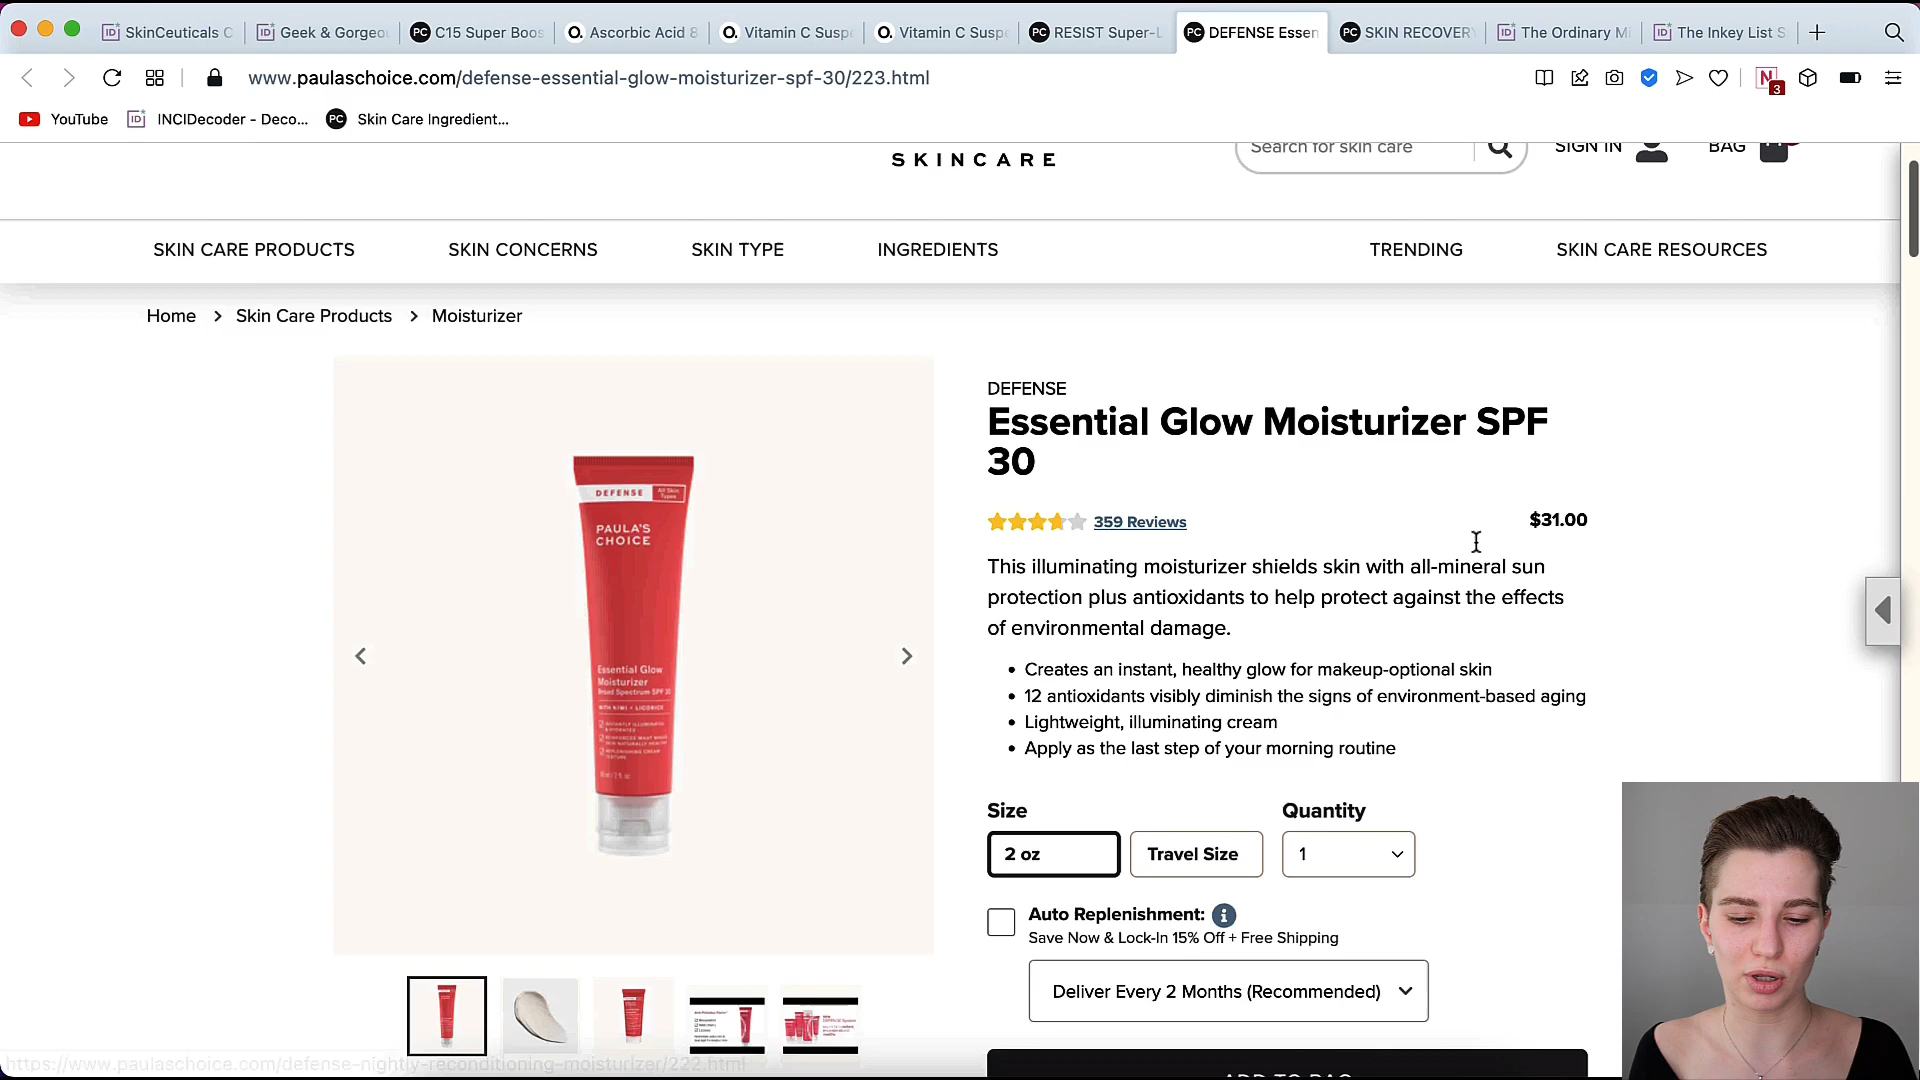 SkinCeuticals C
Geek & Gorgeou
C15 Super Boos
Ascorbic Acid 8
Vitamin C Suspe
Vitamin C Suspe
RESIST Super-L
DEFENSE Essen
SKIN RECOVERY
The Ordinary Mi
The Inkey List S
www.paulaschoice.com/defense-essential-glow-moisturizer-spf-30/223.html
YouTube
INCIDecoder - Deco...
Skin Care Ingredient...
SKINCARE
Search for skin care
SIGN IN
BAG
SKIN CARE PRODUCTS
SKIN CONCERNS
SKIN TYPE
INGREDIENTS
TRENDING
SKIN CARE RESOURCES
Home > Skin Care Products > Moisturizer
DEFENSE
All Skin
Types
PAULA'S
CHOICE
Essential Glow
Moisturizer
Broad Spectrum SPF 30
WITH KIWI + LICORICE
DEFENSE
Essential Glow Moisturizer SPF
30
359 Reviews
$31.00
This illuminating moisturizer shields skin with all-mineral sun
protection plus antioxidants to help protect against the effects
of environmental damage.
• Creates an instant, healthy glow for makeup-optional skin
• 12 antioxidants visibly diminish the signs of environment-based aging
• Lightweight, illuminating cream
• Apply as the last step of your morning routine
Size
Quantity
2 oz
Travel Size
1
Auto Replenishment:
Save Now & Lock-In 15% Off + Free Shipping
Deliver Every 2 Months (Recommended)
ADD TO BAG
https://www.paulaschoice.com/defense-nightly-reconditioning-moisturizer/222.html